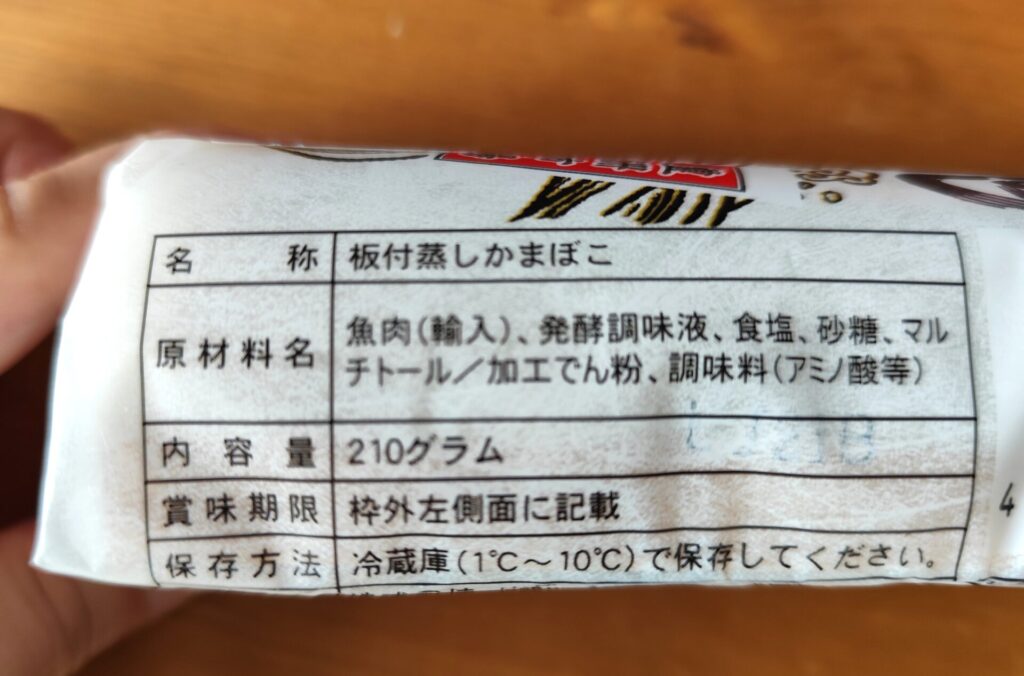 名称 板付蒸しかまぼこ
原材料名 魚肉(輸入)、発酵調味液、食塩、砂糖、マル
チトール/加工でん粉、調味料(アミノ酸等)
内容量 210グラム
賞味期限 枠外左側面に記載
保存方法 冷蔵庫(1℃~10℃)で保存してください。
4